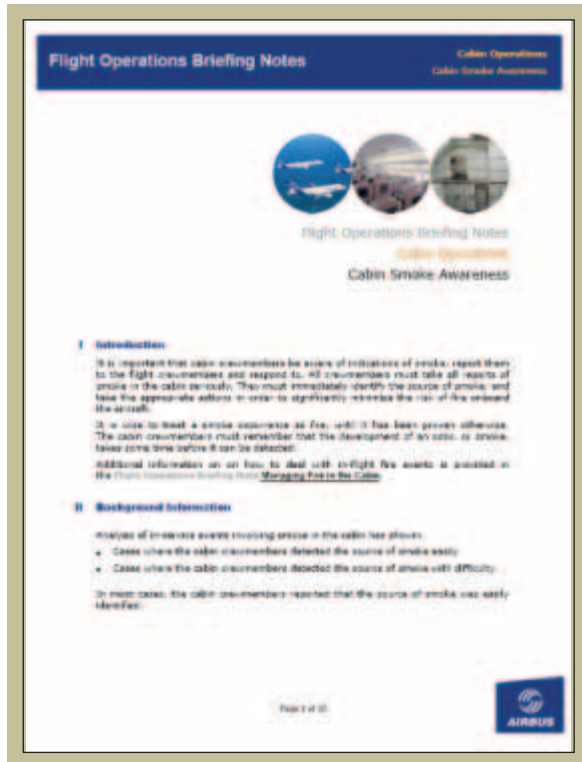 Flight Operations Briefing Notes
Cabin Operations
Cabin Smoke Awareness
Flight Operations Briefing Notes
Cabin Operations
Cabin Smoke Awareness
I Introduction
It is important that cabin crewmembers be aware of indications of smoke, report them
to the flight crewmembers and respond to. All crewmembers must take all reports of
smoke in the cabin seriously. They must immediately identify the source of smoke, and
take the appropriate actions in order to significantly minimize the risk of fire onboard
the aircraft.
It is wise to treat a smoke occurrence as fire, until it has been proven otherwise.
The cabin crewmembers must remember that the development of an odor, or smoke,
takes some time before it can be detected.
Additional information on on how to deal with in-flight fire events is provided in
the Flight Operations Briefing Note Managing Fire in the Cabin.
II Background Information
Analysis of in-service events involving smoke in the cabin has shown:
• Cases where the cabin crewmembers detected the source of smoke easily
• Cases where the cabin crewmembers detected the source of smoke with difficulty.
In most cases, the cabin crewmembers reported that the source of smoke was easily
identified.
Page 1 of
AIRBUS